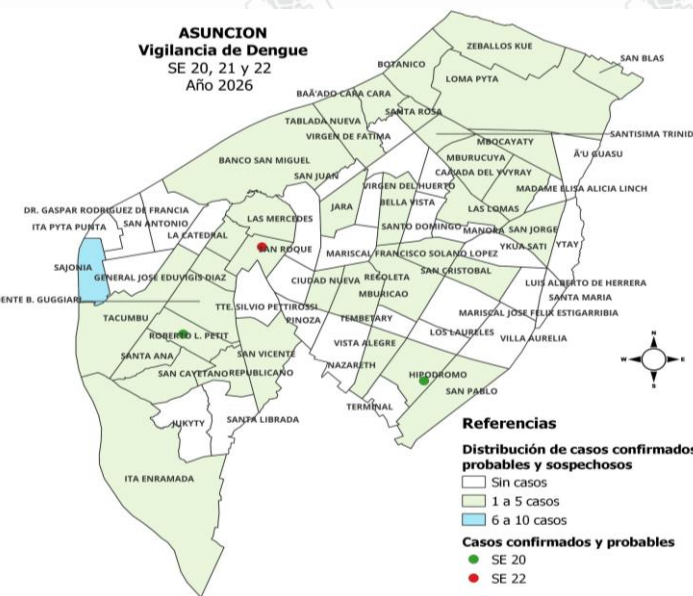 ASUNCION
Vigilancia de Dengue
SE 20, 21 y 22
Año 2026
ZEBALLOS KUE
SAN BLAS
BOTANICO
LOMA PYTA
BAÃ'ADO CARA CARA
SANTA ROSA
TABLADA NUEVA
VIRGEN DE FATIMA
SANTISIMA TRINID
MBOCAYATY
Ã'U GUASU
BANCO SAN MIGUEL
MBURUCUYA
SAN JUAN
CAÃ'ADA DEL YVYRAY
VIRGEN DEL HUERTO
MADAME ELISA ALICIA LINCH
BELLA VISTA
JARA
LAS LOMAS
DR. GASPAR RODRIGUEZ DE FRANCIA
LAS MERCEDES
ITA PYTA PUNTA
SAN ANTONIO
SANTO DOMINGO
MANORA
SAN JORGE
LA CATEDRAL
YKUA SATI
YTAY
SAN ROQUE
MARISCAL FRANCISCO SOLANO LOPEZ
SAJONIA
SAN CRISTOBAL
GENERAL JOSE EDUVIGIS DIAZ
CIUDAD NUEVA
RECOLETA
LUIS ALBERTO DE HERRERA
MBURICAO
SANTA MARIA
ENTE B. GUGGIARI
TTE. SILVIO PETTIROSSI
MARISCAL JOSE FELIX ESTIGARRIBIA
TACUMBU
PINOZA
TEMBETARY
LOS LAURELES
ROBERTO L. PETIT
VISTA ALEGRE
VILLA AURELIA
SANTA ANA
SAN VICENTE
NAZARETH
SAN CAYETANO
REPUBLICANO
HIPODROMO
SAN PABLO
TERMINAL
JUKYTY
SANTA LIBRADA
ITA ENRAMADA
N
W
E
S
Referencias
Distribución de casos confirmados
probables y sospechosos
Sin casos
1 a 5 casos
6 a 10 casos
Casos confirmados y probables
SE 20
SE 22